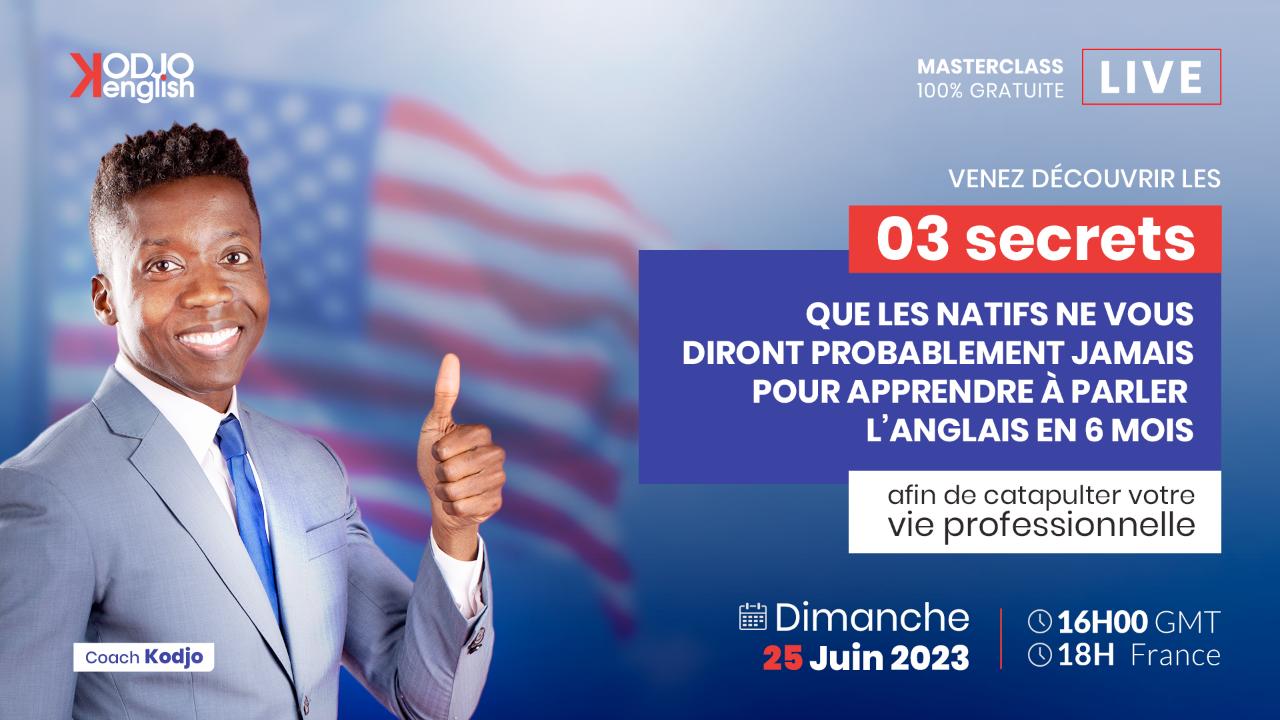 KODJO
english
MASTERCLASS
100% GRATUITE
LIVE
VENEZ DÉCOUVRIR LES
03 secrets
QUE LES NATIFS NE VOUS
DIRONT PROBABLEMENT JAMAIS
POUR APPRENDRE À PARLER
L’ANGLAIS EN 6 MOIS
afin de catapulter votre
vie professionnelle
Dimanche
25 Juin 2023
16H00 GMT
18H France
Coach Kodjo